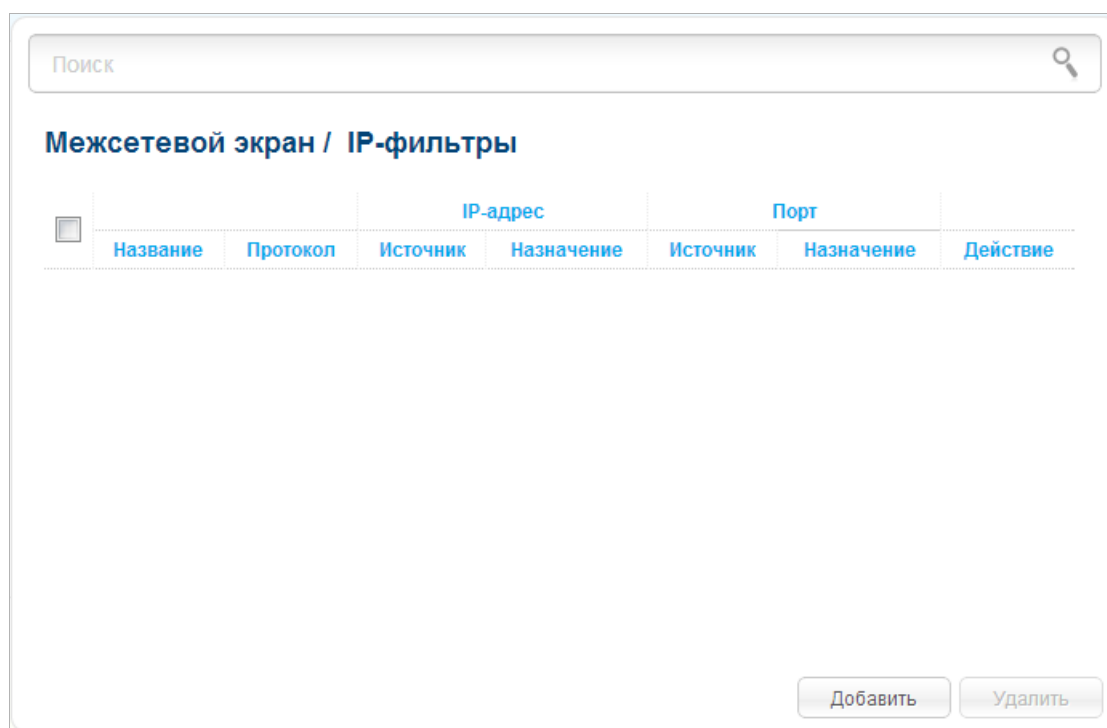 Поиск
Межсетевой экран / IP-фильтры
IP-адрес Порт
Название Протокол Источник Назначение Источник Назначение Действие
Добавить Удалить